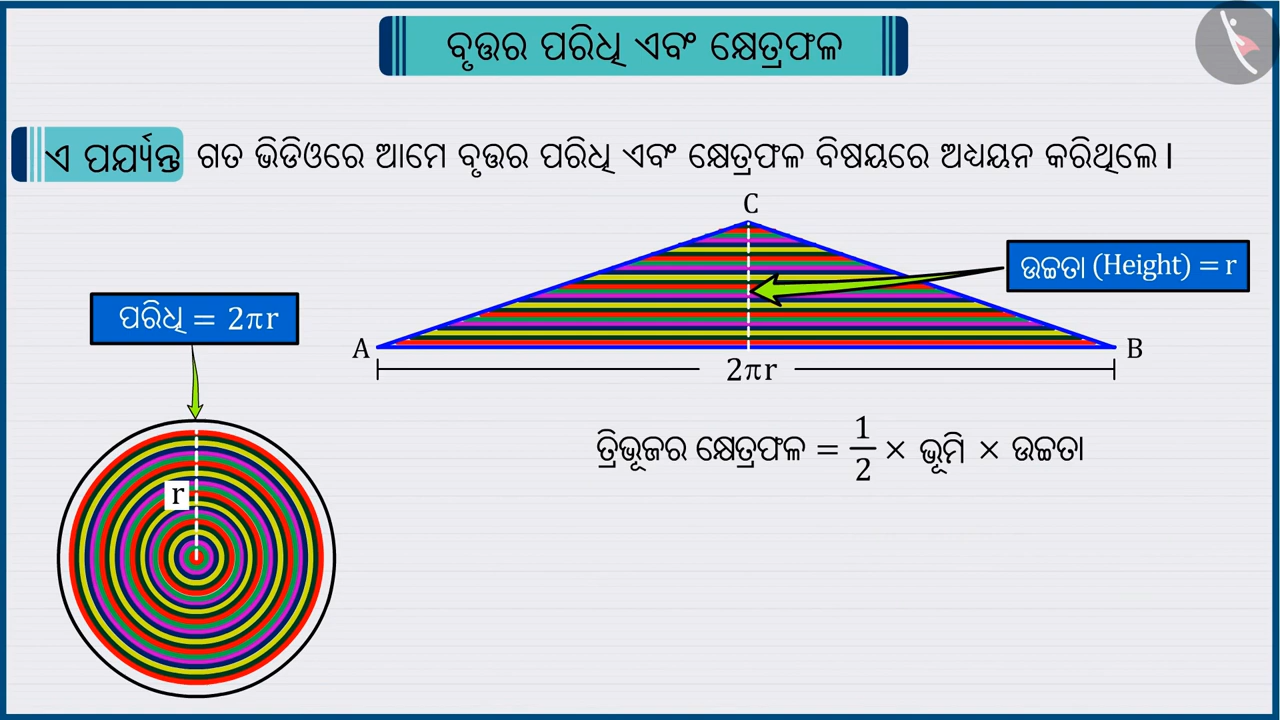 ବୃତ୍ତର ପରିଧି ଏବଂ କ୍ଷେତ୍ରଫଳ
ଏ ପର୍ଯ୍ୟନ୍ତ ଗତ ଭିଡିଓରେ ଆମେ ବୃତ୍ତର ପରିଧି ଏବଂ କ୍ଷେତ୍ରଫଳ ବିଷୟରେ ଅଧ୍ୟୟନ କରିଥିଲେ ।
C
ଉଚ୍ଚତା (Height) = r
ପରିଧି = 2πr
A
B
2πr
ତ୍ରିଭୂଜର କ୍ଷେତ୍ରଫଳ = 1/2 × ଭୂମି × ଉଚ୍ଚତା
r